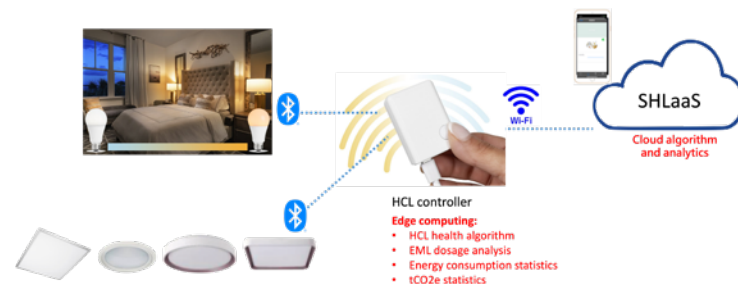 SHLaaS
Wi-Fi
Cloud algorithm
and analytics
HCL controller
Edge computing:
• HCL health algorithm
• EML dosage analysis
• Energy consumption statistics
• tCO2e statistics